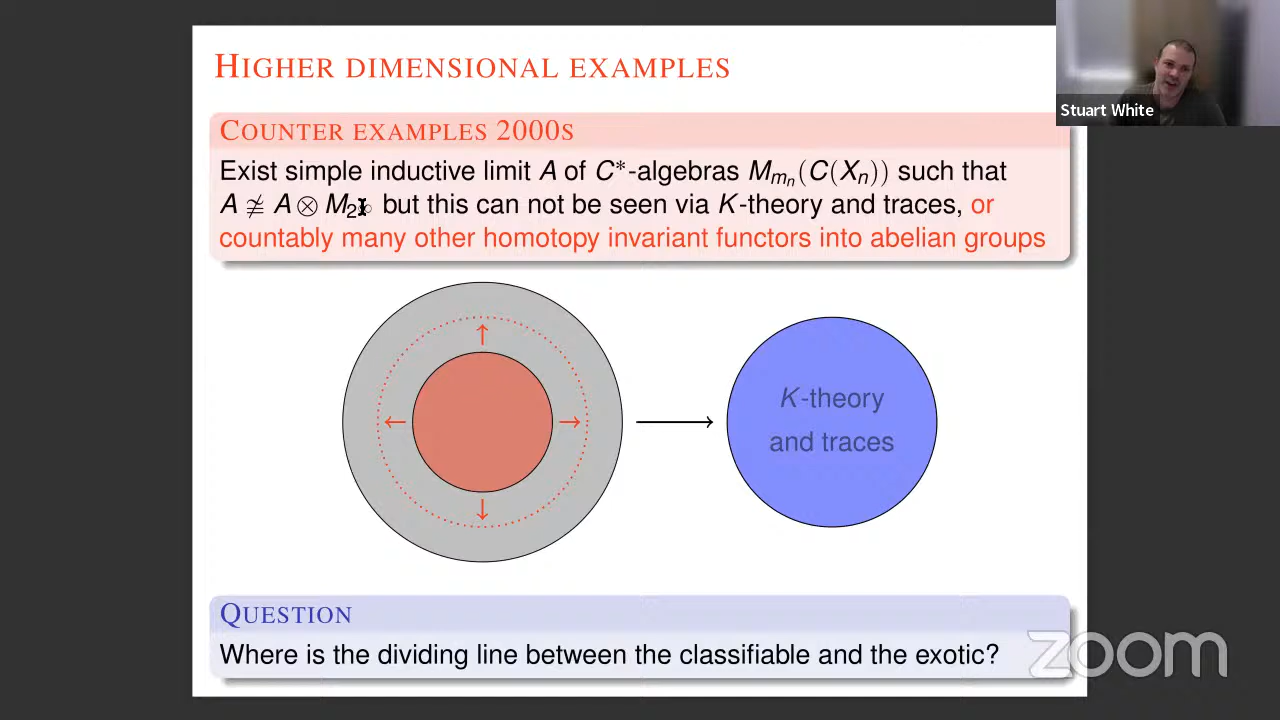 HIGHER DIMENSIONAL EXAMPLES
Stuart White
COUNTER EXAMPLES 2000S
Exist simple inductive limit A of C*-algebras M_{m_n}(C(X_n)) such that
A ≇ A ⊗ M_{2^∞} but this can not be seen via K-theory and traces, or
countably many other homotopy invariant functors into abelian groups
K-theory
and traces
QUESTION
Where is the dividing line between the classifiable and the exotic?
zoom